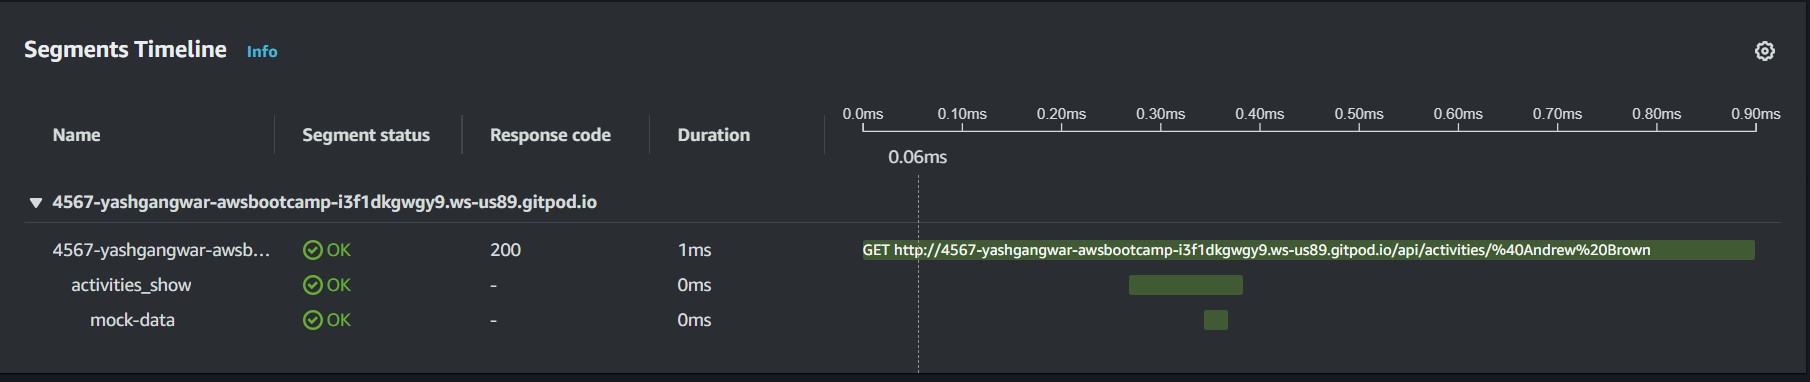 Segments Timeline Info
0.0ms 0.10ms 0.20ms 0.30ms 0.40ms 0.50ms 0.60ms 0.70ms 0.80ms 0.90ms
Name Segment status Response code Duration
0.06ms
4567-yashgangwar-awsbootcamp-i3f1dkgwgy9.ws-us89.gitpod.io
4567-yashgangwar-awsb... OK 200 1ms GET http://4567-yashgangwar-awsbootcamp-i3f1dkgwgy9.ws-us89.gitpod.io/api/activities/%40Andrew%20Brown
activities_show OK - 0ms
mock-data OK - 0ms